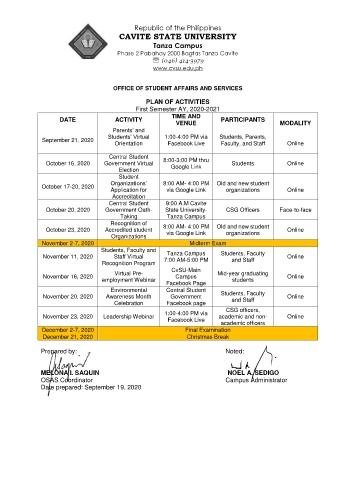 Republic of the Philippines
CAVITE STATE UNIVERSITY
Tanza Campus
Phase 2 Pabahay 2000 Bagtas Tanza Cavite
☏ (046) 414-3979
www.cvsu.edu.ph
OFFICE OF STUDENT AFFAIRS AND SERVICES
PLAN OF ACTIVITIES
First Semester AY, 2020-2021
DATE ACTIVITY TIME AND VENUE PARTICIPANTS MODALITY
September 21, 2020 Parents' and Students' Virtual Orientation 1:00-4:00 PM via Facebook Live Students, Parents, Faculty, and Staff Online
October 16, 2020 Central Student Government Virtual Election 8:00-3:00 PM thru Google Link Students Online
October 17-20, 2020 Student Organizations' Application for Accreditation 8:00 AM- 4:00 PM via Google Link Old and new student organizations Online
October 20, 2020 Central Student Government Oath-Taking 9:00 A.M Cavite State University-Tanza Campus CSG Officers Face-to-face
October 23, 2020 Recognition of Accredited student Organizations 8:00 AM- 4:00 PM via Google Link Old and new student organizations Online
November 2-7, 2020 Midterm Exam
November 11, 2020 Students, Faculty and Staff Virtual Recognition Program Tanza Campus 7:00 AM-5:00 PM Students, Faculty and Staff Online
November 16, 2020 Virtual Pre-employment Webinar CvSU-Main Campus Facebook Page Mid-year graduating students Online
November 20, 2020 Environmental Awareness Month Celebration Central Student Government Facebook page Students, Faculty and Staff Online
November 23, 2020 Leadership Webinar 1:00-4:00 PM via Facebook Live CSG officers, academic and non-academic officers Online
December 2-7, 2020 Final Examination
December 21, 2020 Christmas Break
Prepared by: Noted:
MELONA I. SAQUIN NOEL A. SEDIGO
OSAS Coordinator Campus Administrator
Date prepared: September 19, 2020